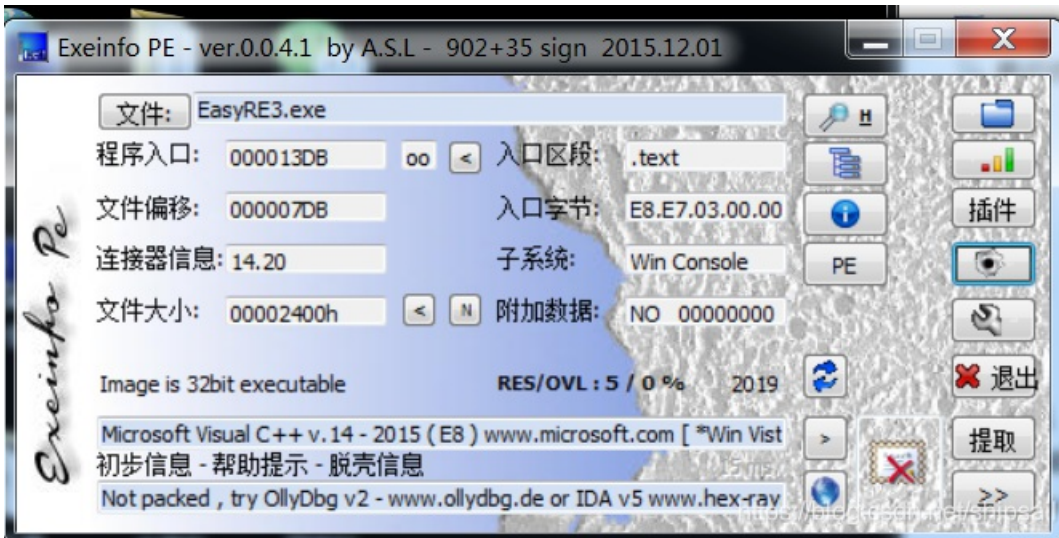 Exeinfo PE - ver.0.0.4.1 by A.S.L - 902+35 sign 2015.12.01
文件: EasyRE3.exe H
程序入口: 000013DB oo < 入口区段: .text
文件偏移: 000007DB 入口字节: E8.E7.03.00.00 插件
连接器信息: 14.20 子系统: Win Console PE
文件大小: 00002400h < N 附加数据: NO 00000000
Image is 32bit executable RES/OVL : 5 / 0 % 2019 退出
Microsoft Visual C++ v.14 - 2015 ( E8 ) www.microsoft.com [ *Win Vist > 提取
初步信息 - 帮助提示 - 脱壳信息 15 ms.
Not packed , try OllyDbg v2 - www.ollydbg.de or IDA v5 www.hex-ray >>
Exeinfo Pe